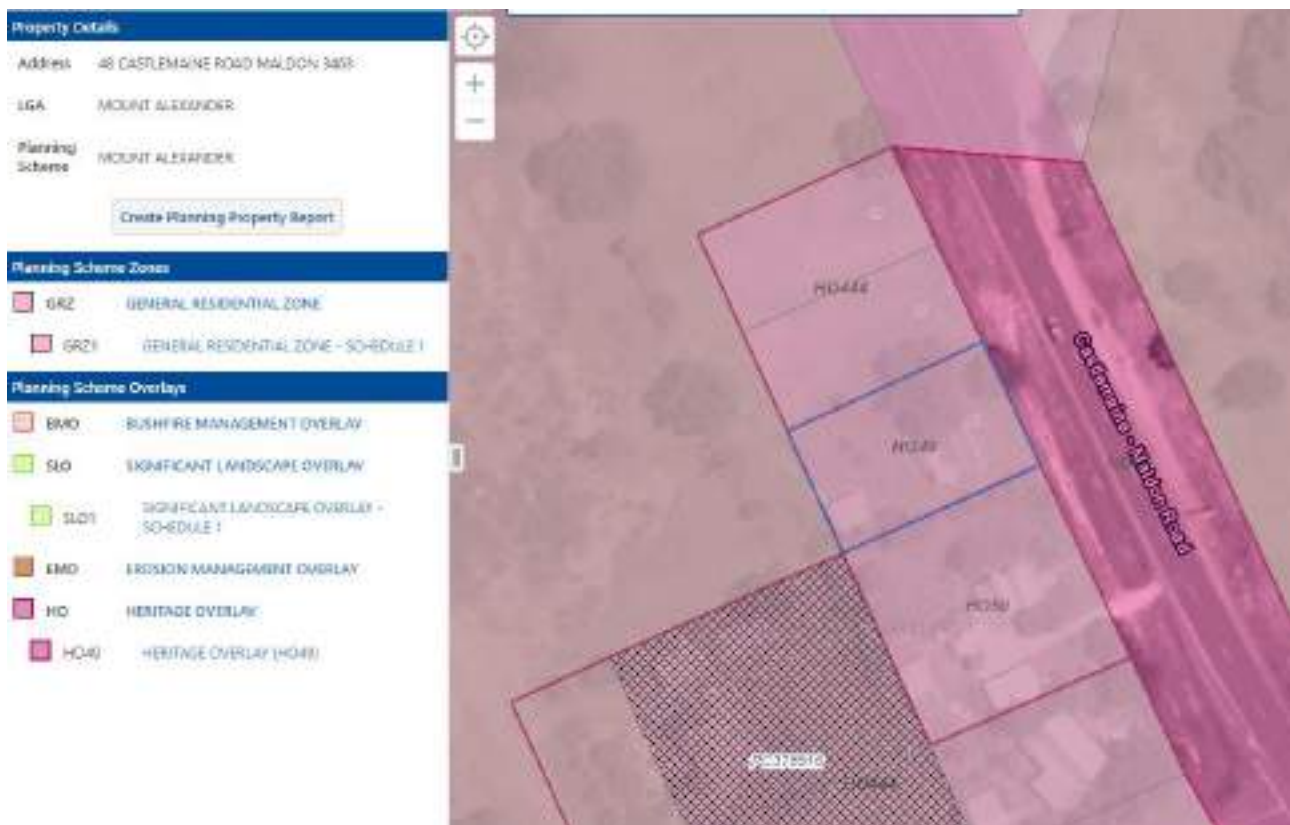 Property Details
Address 48 CASTLEMAINE ROAD MALDON 3463
LGA MOUNT ALEXANDER
Planning Scheme MOUNT ALEXANDER
Create Planning Property Report
Planning Scheme Zones
GRZ GENERAL RESIDENTIAL ZONE
GRZ1 GENERAL RESIDENTIAL ZONE - SCHEDULE 1
Planning Scheme Overlays
BMO BUSHFIRE MANAGEMENT OVERLAY
SLO SIGNIFICANT LANDSCAPE OVERLAY
SLO1 SIGNIFICANT LANDSCAPE OVERLAY -
SCHEDULE 1
EMO EROSION MANAGEMENT OVERLAY
HO HERITAGE OVERLAY
HO49 HERITAGE OVERLAY (HO49)
+
−
HO444
Castlemaine - Maldon Road